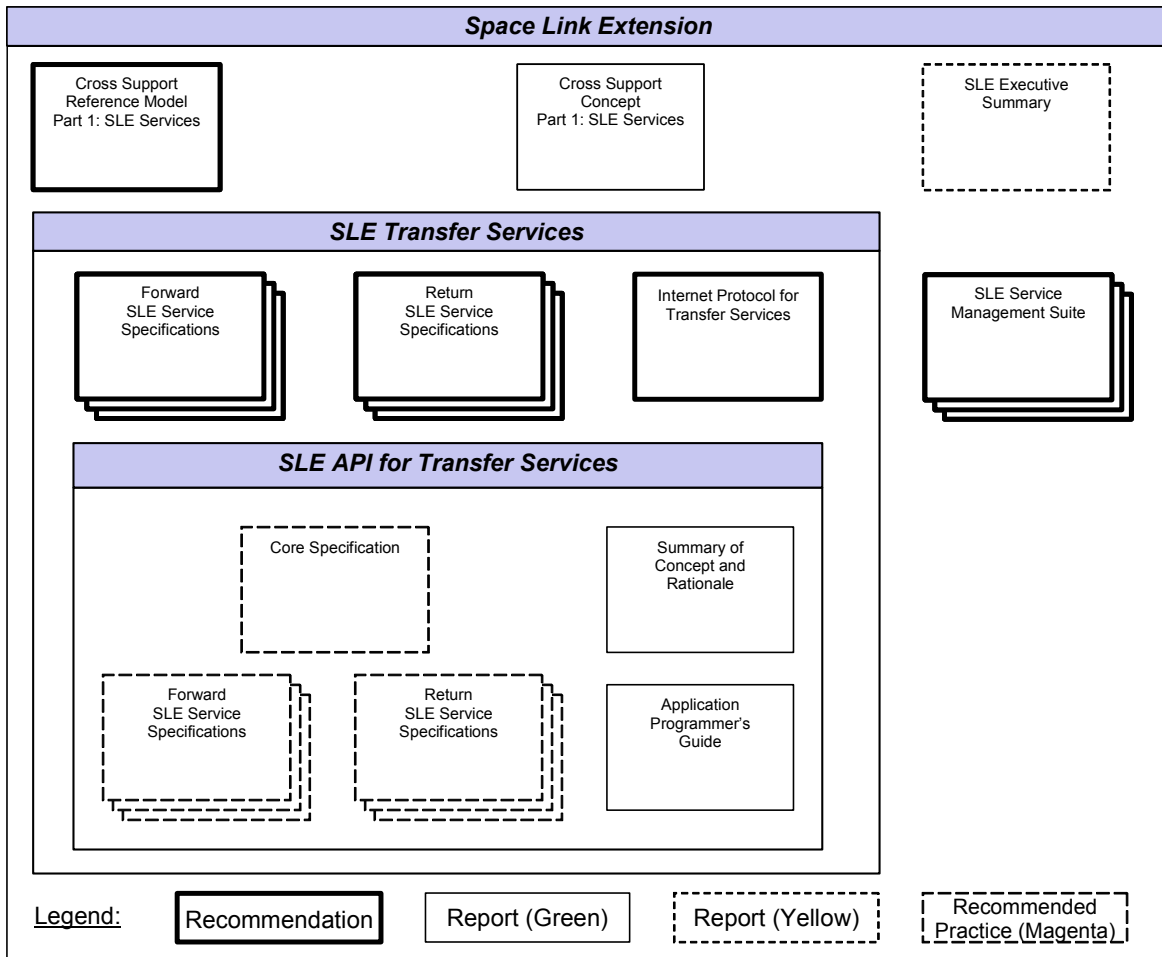 Space Link Extension
Cross Support
Reference Model
Part 1: SLE Services
Cross Support
Concept
Part 1: SLE Services
SLE Executive
Summary
SLE Transfer Services
Forward
SLE Service
Specifications
Return
SLE Service
Specifications
Internet Protocol for
Transfer Services
SLE Service
Management Suite
SLE API for Transfer Services
Core Specification
Summary of
Concept and
Rationale
Forward
SLE Service
Specifications
Return
SLE Service
Specifications
Application
Programmer's
Guide
Legend:
Recommendation
Report (Green)
Report (Yellow)
Recommended
Practice (Magenta)